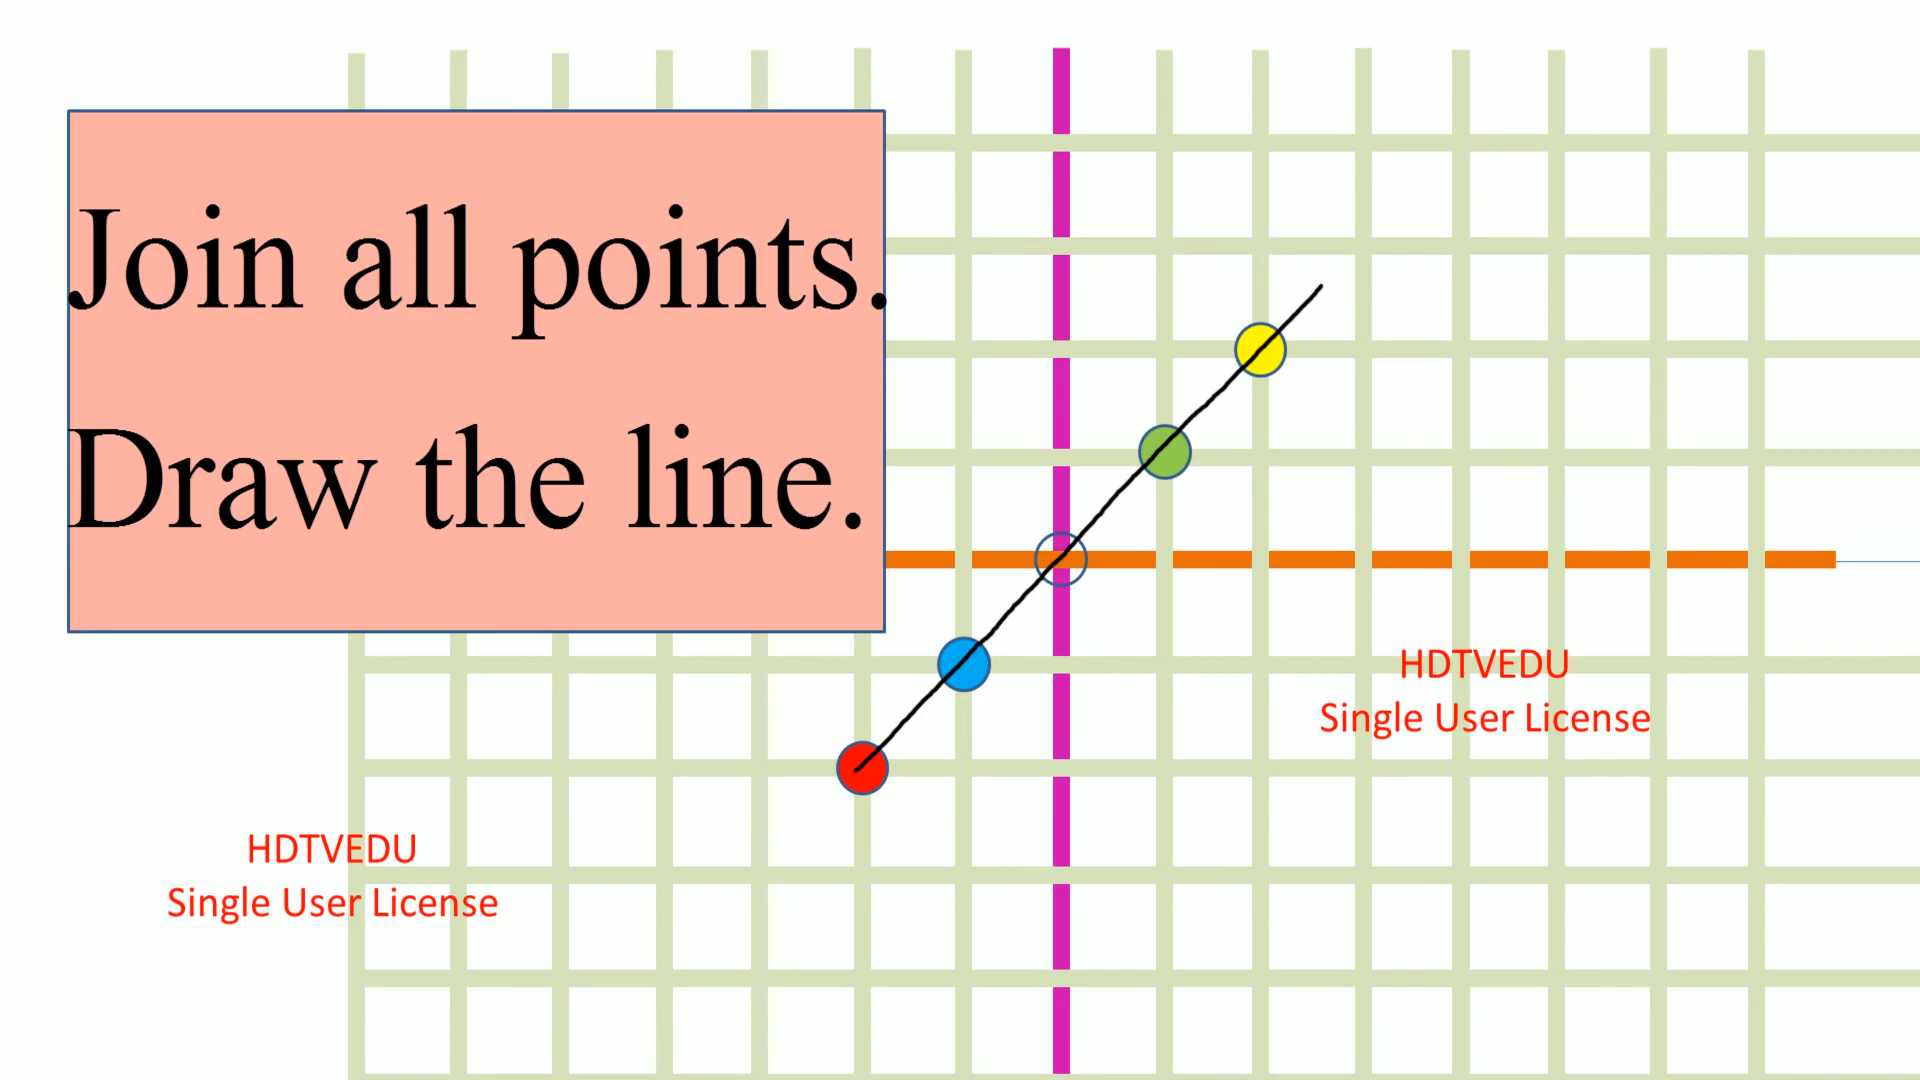 Join all points.
Draw the line.
HDTVEDU
Single User License
HDTVEDU
Single User License